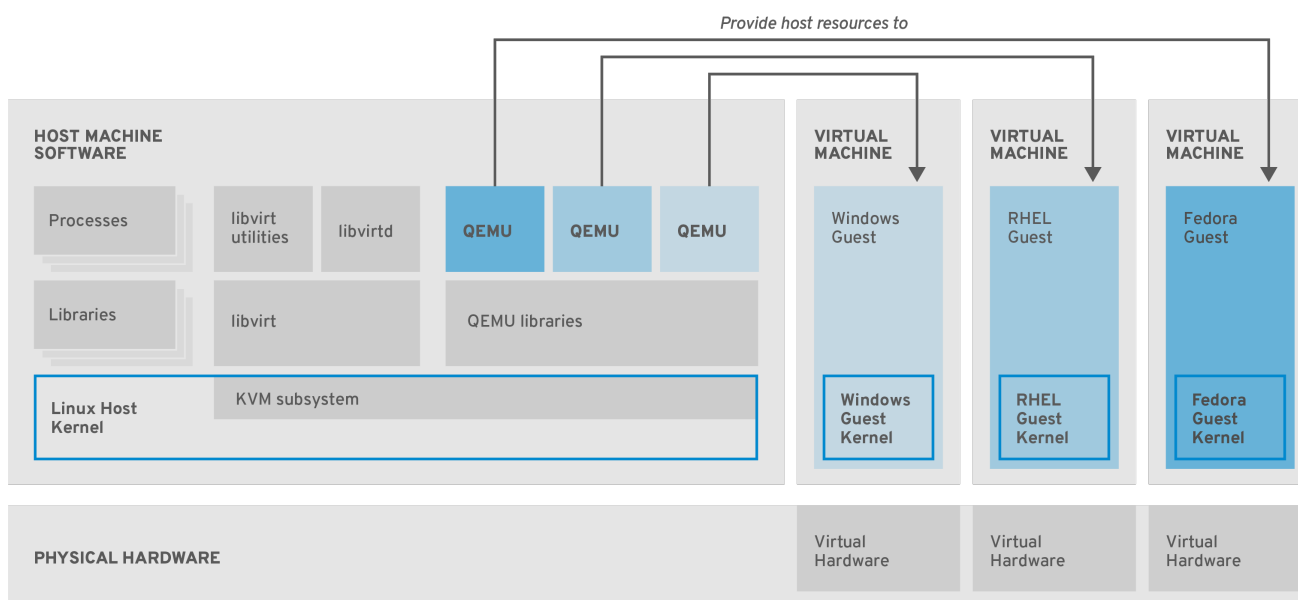 Provide host resources to
HOST MACHINE
SOFTWARE
Processes
libvirt
utilities
libvirtd
QEMU
QEMU
QEMU
Libraries
libvirt
QEMU libraries
Linux Host
Kernel
KVM subsystem
VIRTUAL
MACHINE
Windows
Guest
Windows
Guest
Kernel
VIRTUAL
MACHINE
RHEL
Guest
RHEL
Guest
Kernel
VIRTUAL
MACHINE
Fedora
Guest
Fedora
Guest
Kernel
PHYSICAL HARDWARE
Virtual
Hardware
Virtual
Hardware
Virtual
Hardware